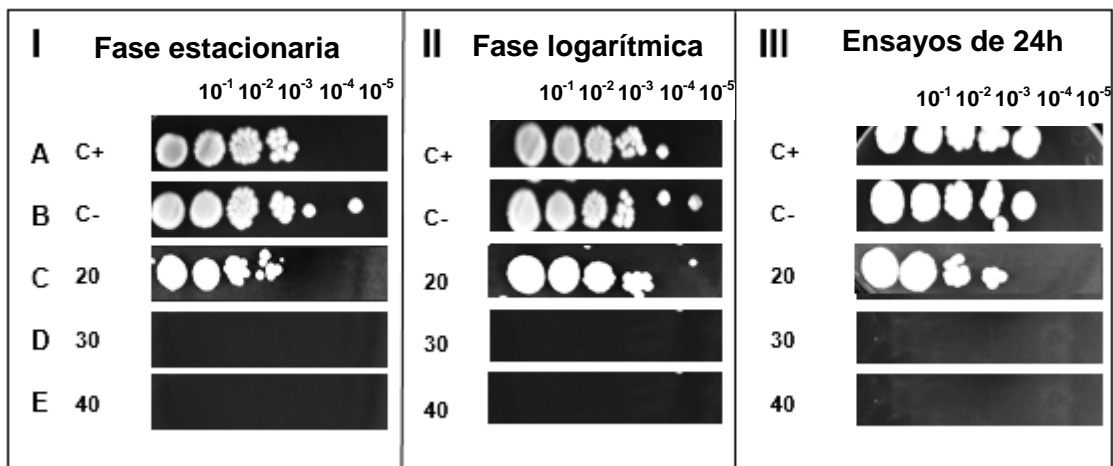 I Fase estacionaria
10⁻¹ 10⁻² 10⁻³ 10⁻⁴ 10⁻⁵
A C+
B C-
C 20
D 30
E 40
II Fase logarítmica
10⁻¹ 10⁻² 10⁻³ 10⁻⁴ 10⁻⁵
C+
C-
20
30
40
III Ensayos de 24h
10⁻¹ 10⁻² 10⁻³ 10⁻⁴ 10⁻⁵
C+
C-
20
30
40